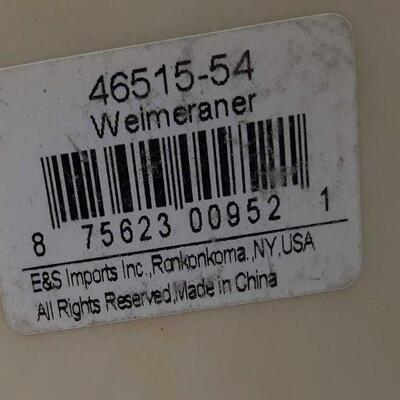 46515-54
Weimeraner
8 75623 00952 1
E&S Imports Inc.,Ronkonkoma.,NY,USA
All Rights Reserved,Made in China